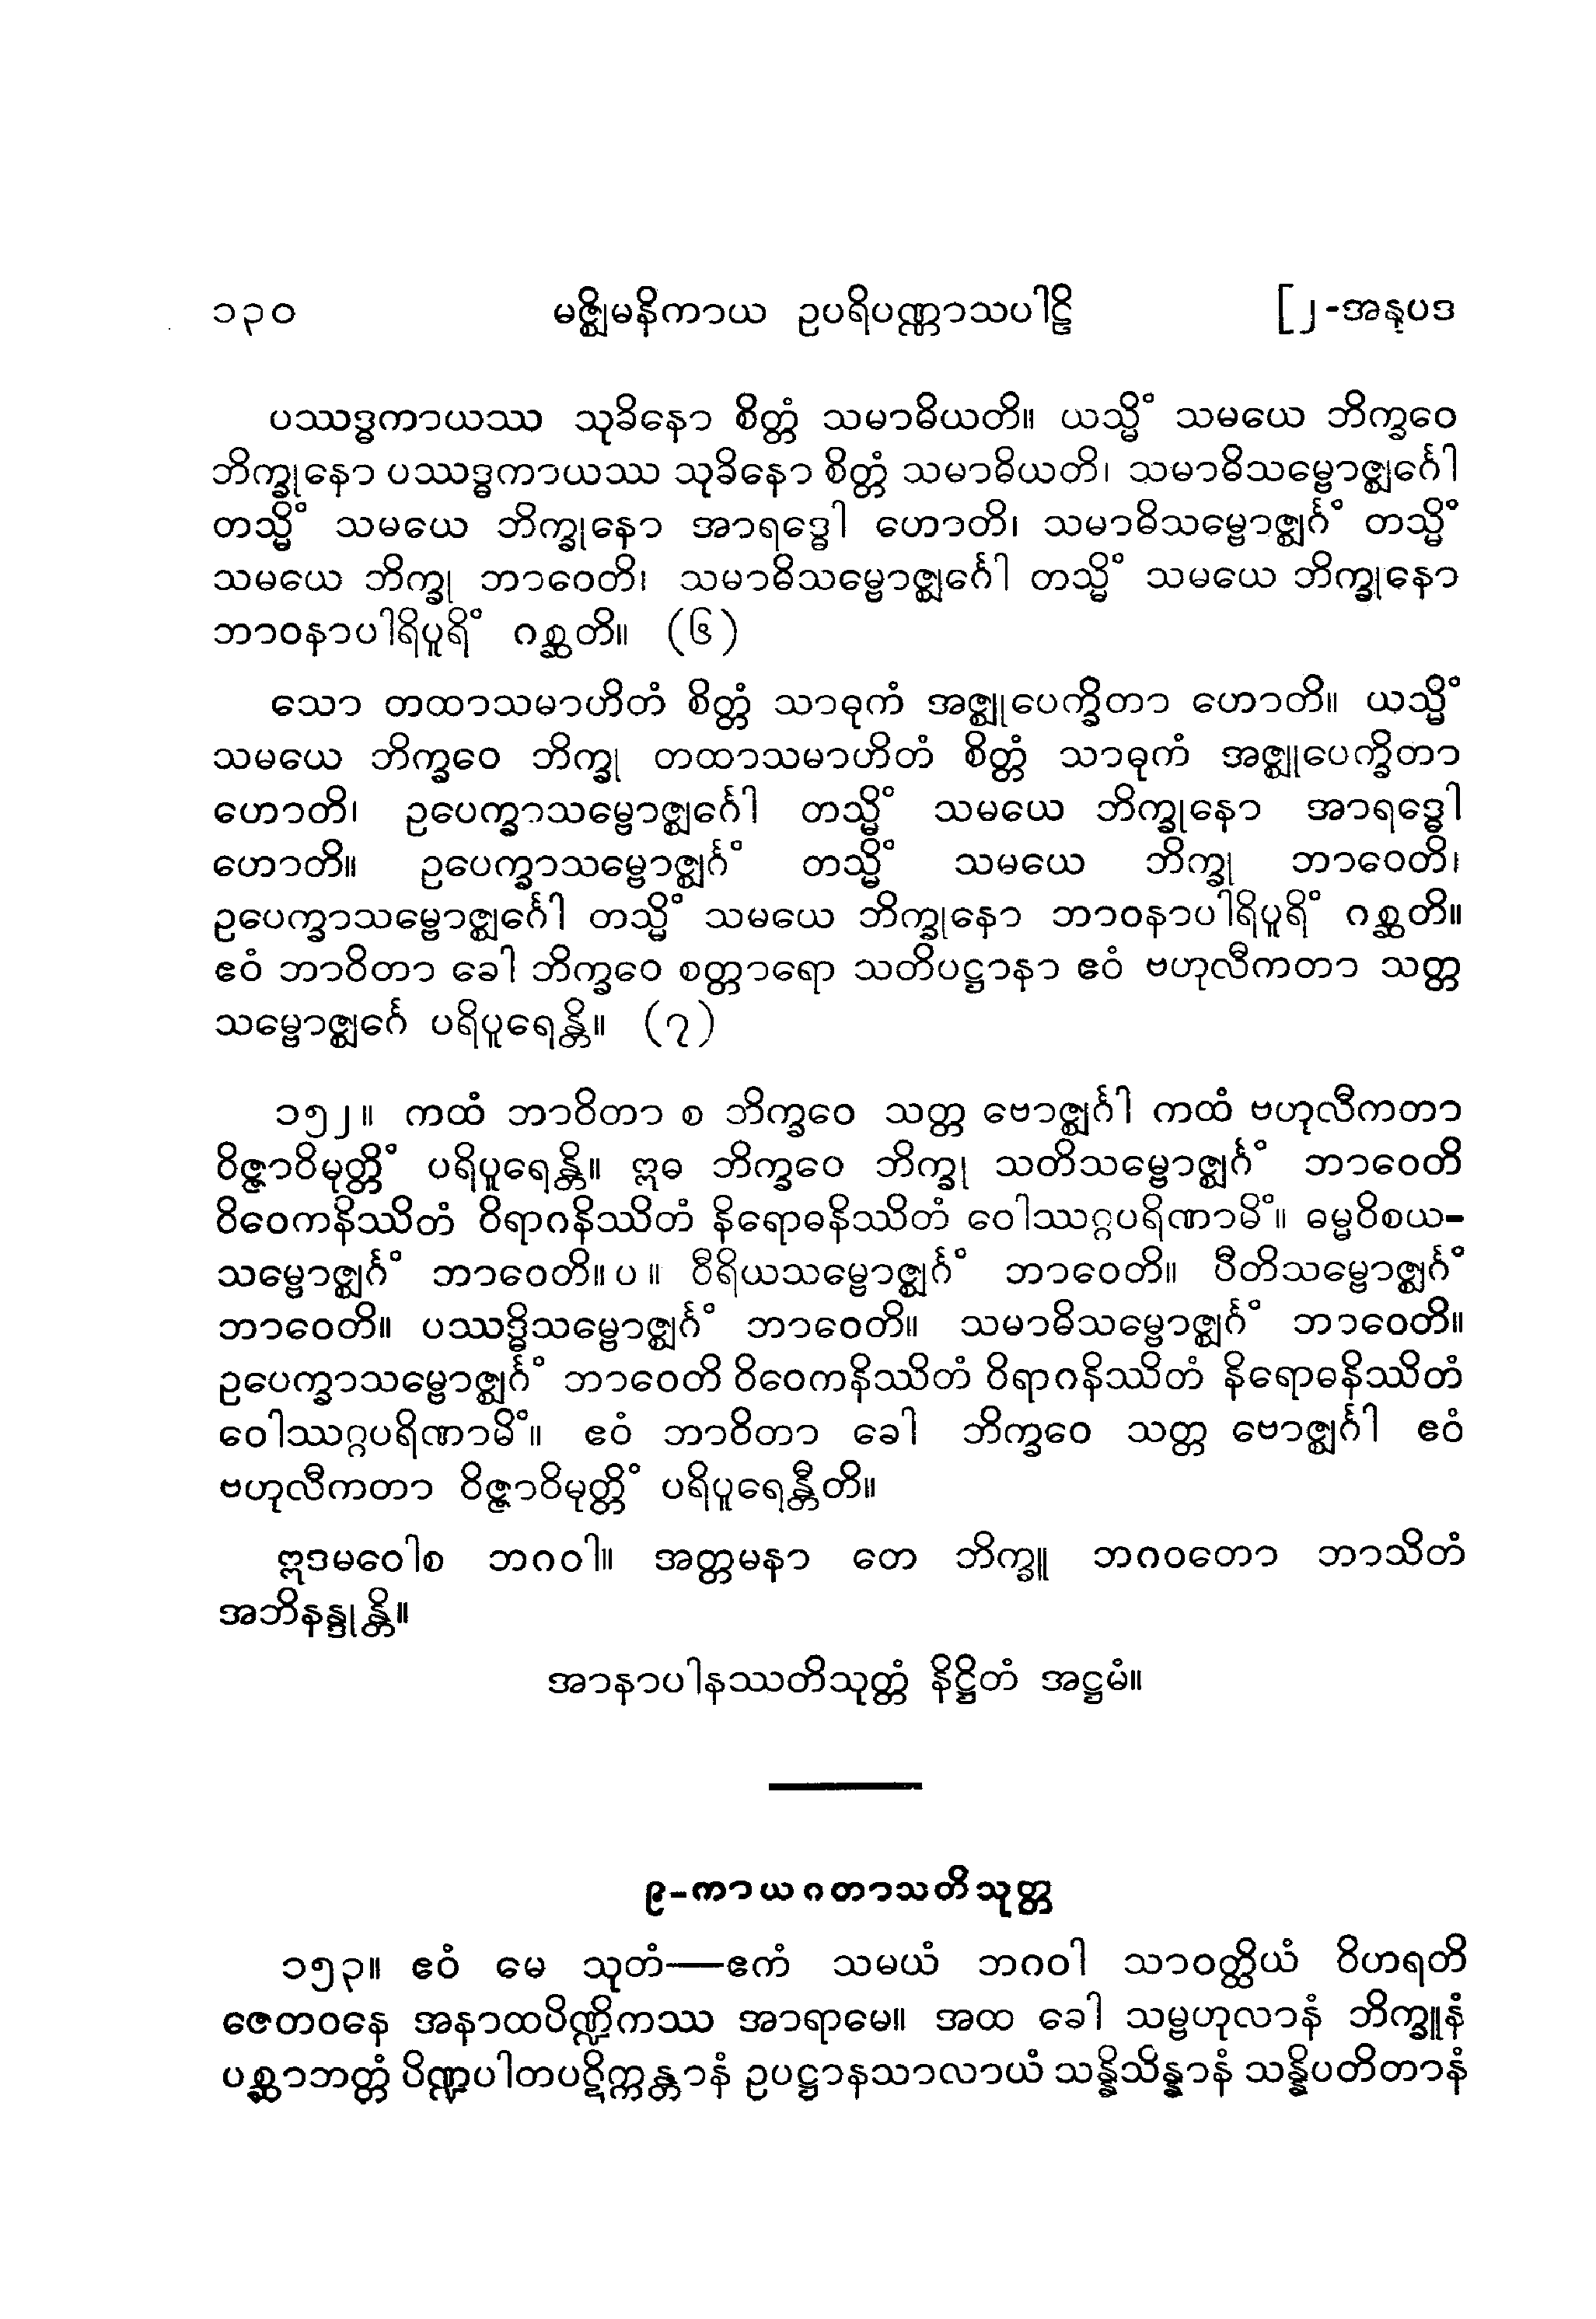 ၁၃၀ မဇ္ဈိမနိကာယ ဥပရိပဏ္ဏာသပါဠိ [၂-အနုပဒ
ပဿဒ္ဓကာယဿ သုခိနော စိတ္တံ သမာဓိယတိ။ ယသ္မိံ သမယေ ဘိက္ခဝေ
ဘိက္ခုနော ပဿဒ္ဓကာယဿ သုခိနော စိတ္တံ သမာဓိယတိ၊ သမာဓိသမ္ဗောဇ္ဈင်္ဂေါ
တသ္မိံ သမယေ ဘိက္ခုနော အာရဒ္ဓေါ ဟောတိ၊ သမာဓိသမ္ဗောဇ္ဈင်္ဂံ တသ္မိံ
သမယေ ဘိက္ခု ဘာဝေတိ၊ သမာဓိသမ္ဗောဇ္ဈင်္ဂေါ တသ္မိံ သမယေ ဘိက္ခုနော
ဘာဝနာပါရိပူရိံ ဂစ္ဆတိ။ (၆)
သော တထာသမာဟိတံ စိတ္တံ သာဓုကံ အဇ္ဈုပေက္ခိတာ ဟောတိ။ ယသ္မိံ
သမယေ ဘိက္ခဝေ ဘိက္ခု တထာသမာဟိတံ စိတ္တံ သာဓုကံ အဇ္ဈုပေက္ခိတာ
ဟောတိ၊ ဥပေက္ခာသမ္ဗောဇ္ဈင်္ဂေါ တသ္မိံ သမယေ ဘိက္ခုနော အာရဒ္ဓေါ
ဟောတိ။ ဥပေက္ခာသမ္ဗောဇ္ဈင်္ဂံ တသ္မိံ သမယေ ဘိက္ခု ဘာဝေတိ၊
ဥပေက္ခာသမ္ဗောဇ္ဈင်္ဂေါ တသ္မိံ သမယေ ဘိက္ခုနော ဘာဝနာပါရိပူရိံ ဂစ္ဆတိ။
ဧဝံ ဘာဝိတာ ခေါ ဘိက္ခဝေ စတ္တာရော သတိပဋ္ဌာနာ ဧဝံ ဗဟုလီကတာ သတ္တ
သမ္ဗောဇ္ဈင်္ဂေ ပရိပူရေန္တိ။ (၇)
၁၅၂။ ကထံ ဘာဝိတာ စ ဘိက္ခဝေ သတ္တ ဗောဇ္ဈင်္ဂါ ကထံ ဗဟုလီကတာ
ဝိဇ္ဇာဝိမုတ္တိံ ပရိပူရေန္တိ။ ဣဓ ဘိက္ခဝေ ဘိက္ခု သတိသမ္ဗောဇ္ဈင်္ဂံ ဘာဝေတိ
ဝိဝေကနိဿိတံ ဝိရာဂနိဿိတံ နိရောဓနိဿိတံ ဝေါဿဂ္ဂပရိဏာမိံ။ ဓမ္မဝိစယ-
သမ္ဗောဇ္ဈင်္ဂံ ဘာဝေတိ။ ပ ။ ဝီရိယသမ္ဗောဇ္ဈင်္ဂံ ဘာဝေတိ။ ပီတိသမ္ဗောဇ္ဈင်္ဂံ
ဘာဝေတိ။ ပဿဒ္ဓိသမ္ဗောဇ္ဈင်္ဂံ ဘာဝေတိ။ သမာဓိသမ္ဗောဇ္ဈင်္ဂံ ဘာဝေတိ။
ဥပေက္ခာသမ္ဗောဇ္ဈင်္ဂံ ဘာဝေတိ ဝိဝေကနိဿိတံ ဝိရာဂနိဿိတံ နိရောဓနိဿိတံ
ဝေါဿဂ္ဂပရိဏာမိံ။ ဧဝံ ဘာဝိတာ ခေါ ဘိက္ခဝေ သတ္တ ဗောဇ္ဈင်္ဂါ ဧဝံ
ဗဟုလီကတာ ဝိဇ္ဇာဝိမုတ္တိံ ပရိပူရေန္တီတိ။
ဣဒမဝေါစ ဘဂဝါ။ အတ္တမနာ တေ ဘိက္ခူ ဘဂဝတော ဘာသိတံ
အဘိနန္ဒုန္တိ။
အာနာပါနဿတိသုတ္တံ နိဋ္ဌိတံ အဋ္ဌမံ။
၉-ကာယဂတာသတိသုတ္တ
၁၅၃။ ဧဝံ မေ သုတံ—ဧကံ သမယံ ဘဂဝါ သာဝတ္ထိယံ ဝိဟရတိ
ဇေတဝနေ အနာထပိဏ္ဍိကဿ အာရာမေ။ အထ ခေါ သမ္ဗဟုလာနံ ဘိက္ခူနံ
ပစ္ဆာဘတ္တံ ပိဏ္ဍပါတပဋိက္ကန္တာနံ ဥပဋ္ဌာနသာလာယံ သန္နိသိန္နာနံ သန္နိပတိတာနံ